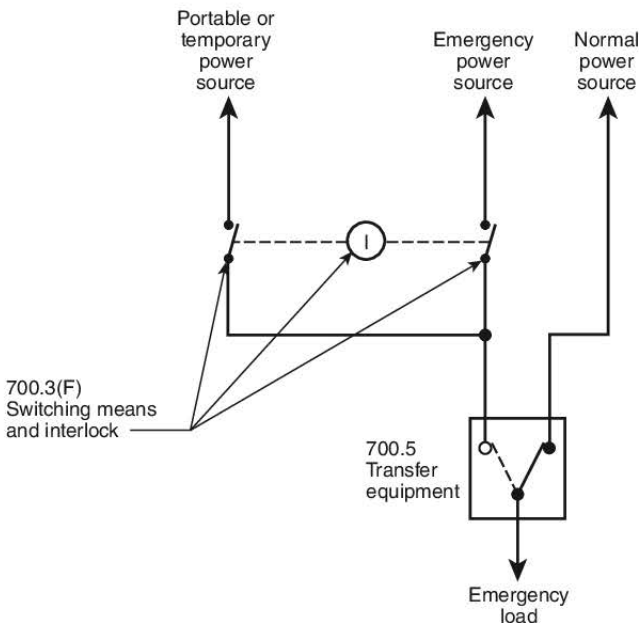 Portable or
temporary
power
source
Emergency
power
source
Normal
power
source
I
700.3(F)
Switching means
and interlock
700.5
Transfer
equipment
Emergency
load